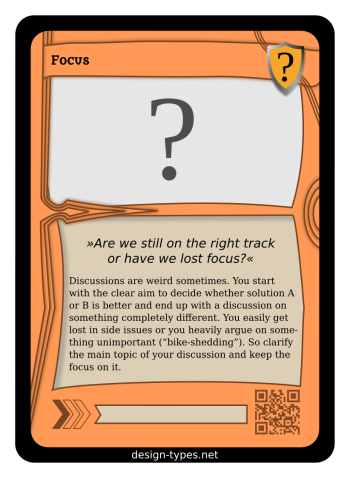 Focus
?
?
»Are we still on the right track
or have we lost focus?«
Discussions are weird sometimes. You start
with the clear aim to decide whether solution A
or B is better and end up with a discussion on
something completely different. You easily get
lost in side issues or you heavily argue on some-
thing unimportant (“bike-shedding”). So clarify
the main topic of your discussion and keep the
focus on it.
design-types.net